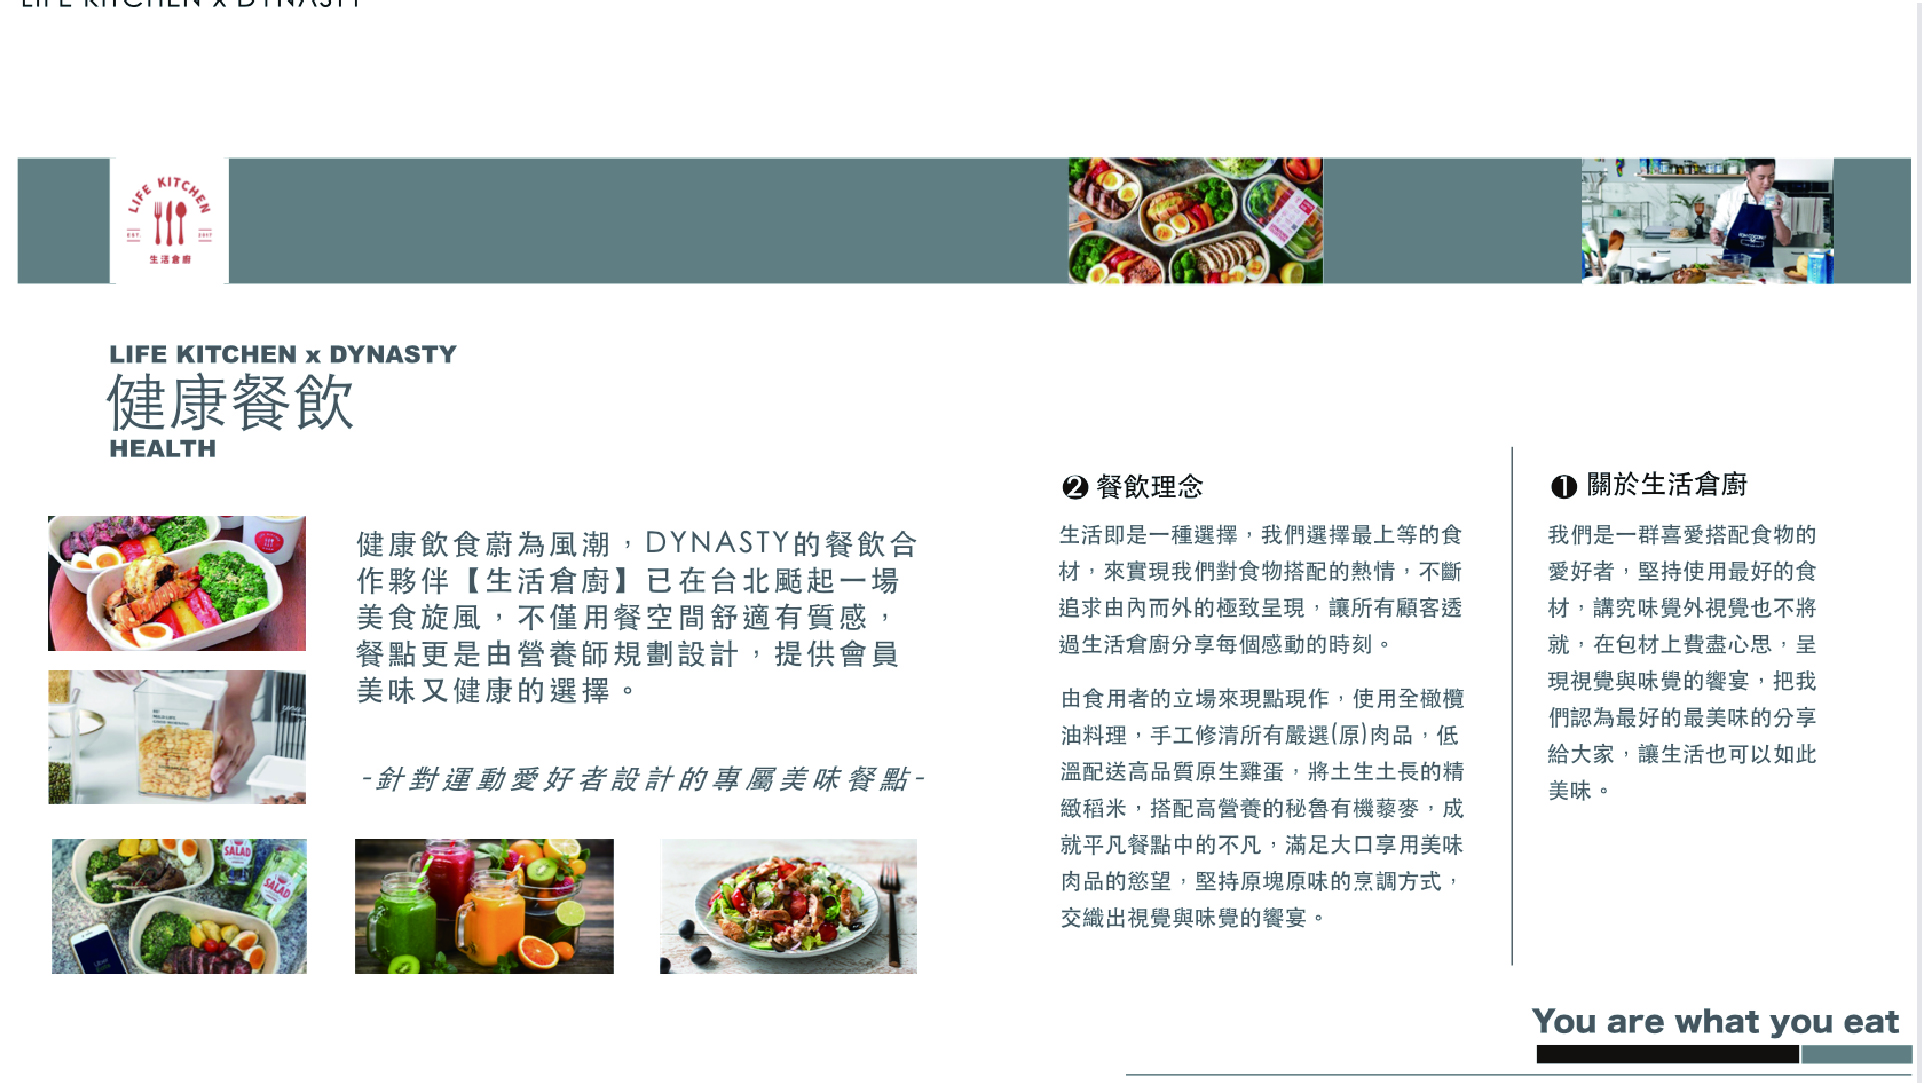 LIFE KITCHEN x DYNASTY
LIFE KITCHEN
EST. 2017
生活倉廚
LIFE KITCHEN x DYNASTY
健康餐飲
HEALTH
健康飲食蔚為風潮，DYNASTY的餐飲合
作夥伴【生活倉廚】已在台北颳起一場
美食旋風，不僅用餐空間舒適有質感，
餐點更是由營養師規劃設計，提供會員
美味又健康的選擇。
-針對運動愛好者設計的專屬美味餐點-
SALAD
SALAD
❷ 餐飲理念
生活即是一種選擇，我們選擇最上等的食
材，來實現我們對食物搭配的熱情，不斷
追求由內而外的極致呈現，讓所有顧客透
過生活倉廚分享每個感動的時刻。
由食用者的立場來現點現作，使用全橄欖
油料理，手工修清所有嚴選(原)肉品，低
溫配送高品質原生雞蛋，將土生土長的精
緻稻米，搭配高營養的秘魯有機藜麥，成
就平凡餐點中的不凡，滿足大口享用美味
肉品的慾望，堅持原塊原味的烹調方式，
交織出視覺與味覺的饗宴。
❶ 關於生活倉廚
我們是一群喜愛搭配食物的
愛好者，堅持使用最好的食
材，講究味覺外視覺也不將
就，在包材上費盡心思，呈
現視覺與味覺的饗宴，把我
們認為最好的最美味的分享
給大家，讓生活也可以如此
美味。
You are what you eat